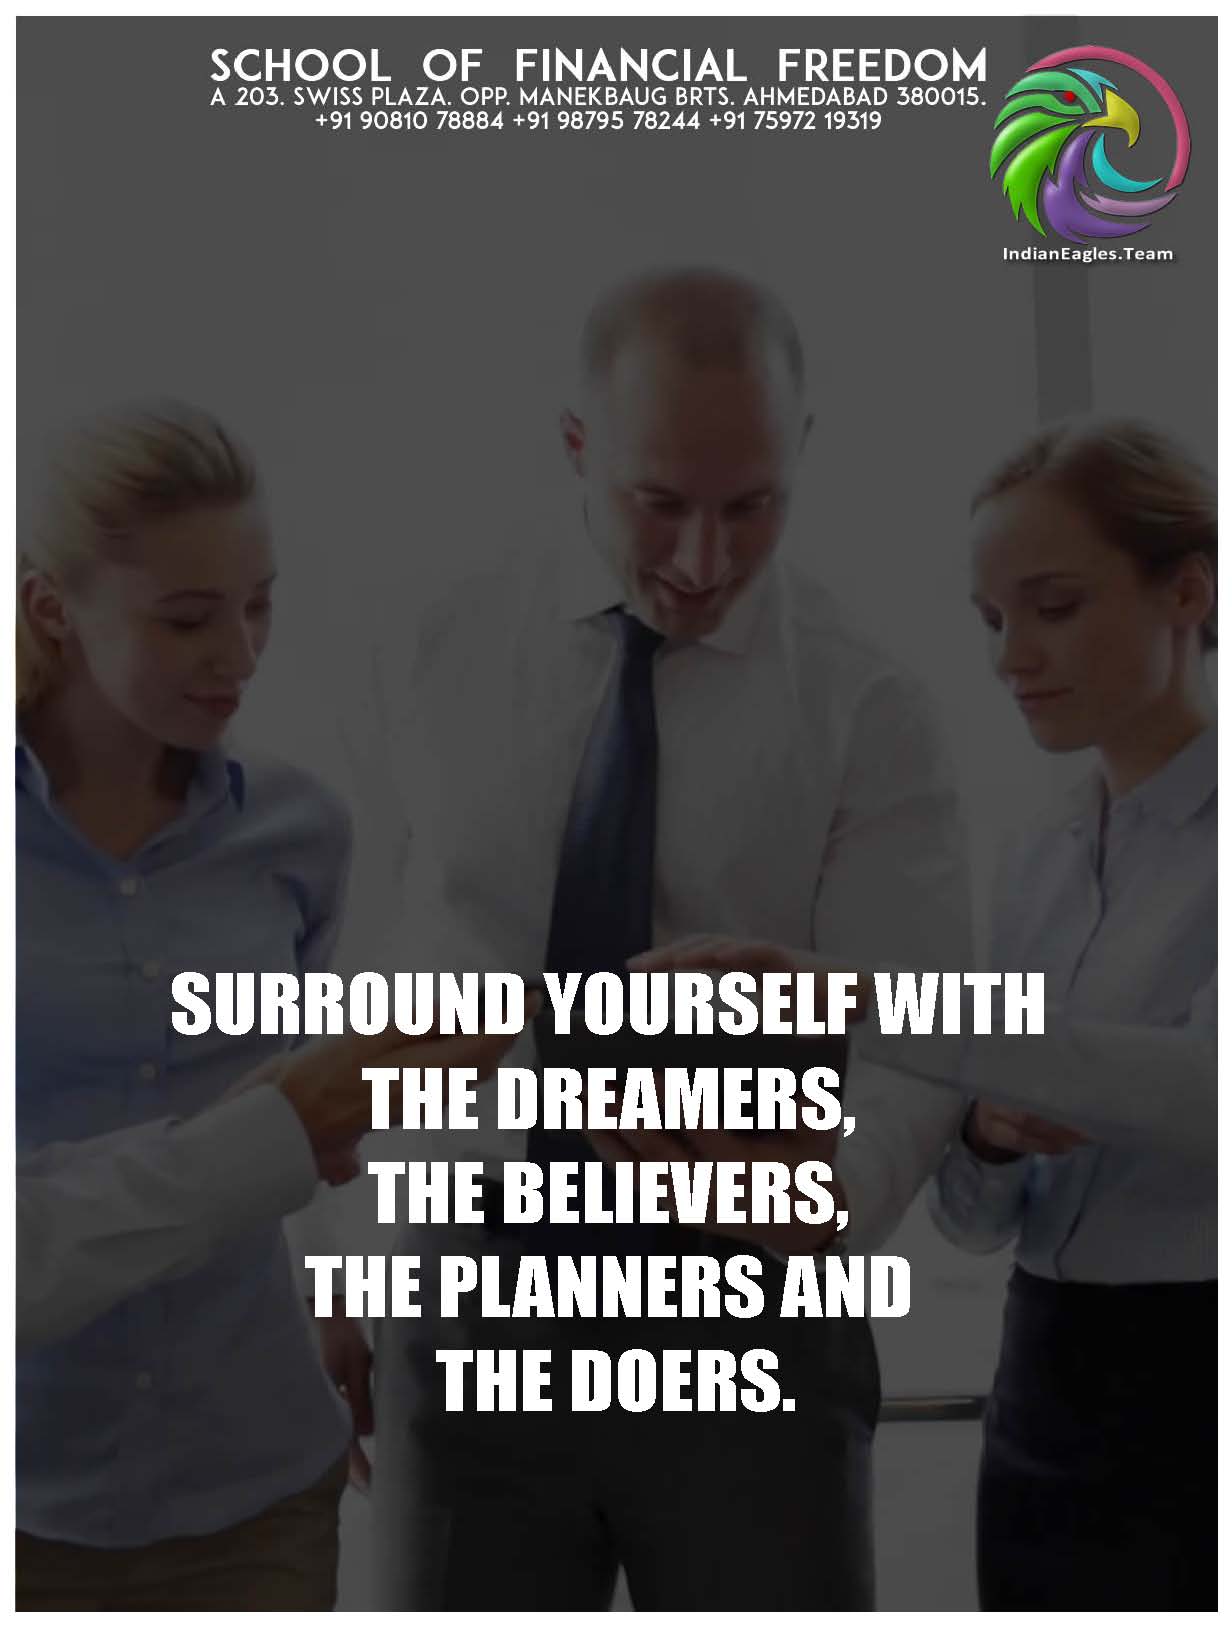 SCHOOL OF FINANCIAL FREEDOM
A 203. SWISS PLAZA. OPP. MANEKBAUG BRTS. AHMEDABAD 380015.
+91 90810 78884 +91 98795 78244 +91 75972 19319
IndianEagles.Team
SURROUND YOURSELF WITH
THE DREAMERS,
THE BELIEVERS,
THE PLANNERS AND
THE DOERS.